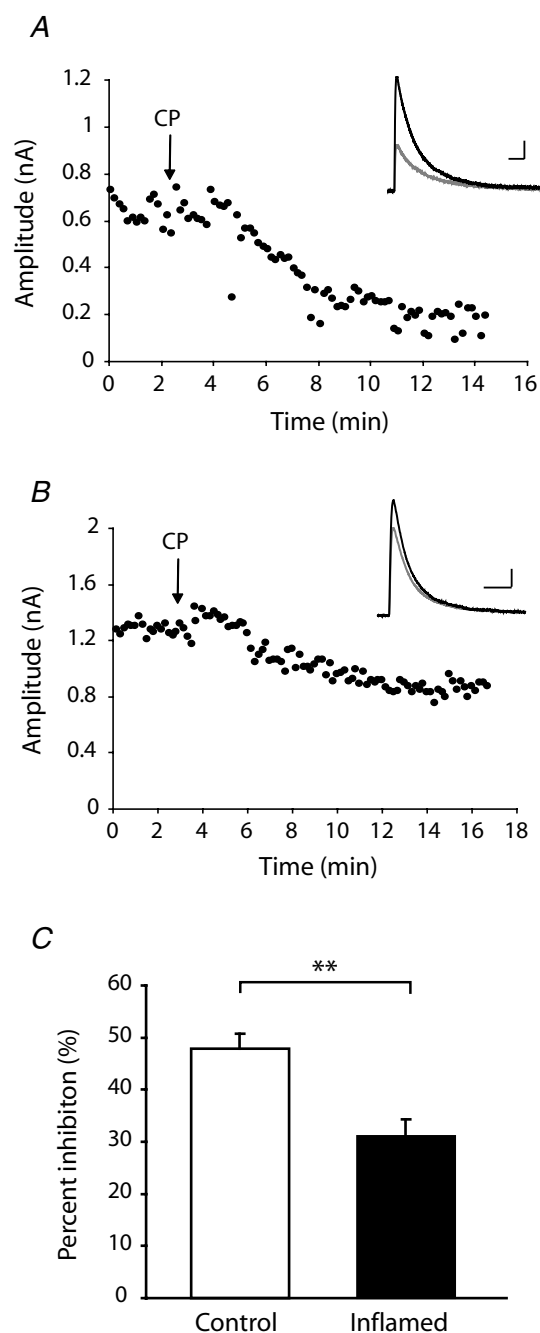 A
1.2
1
0.8
0.6
0.4
0.2
0
Amplitude (nA)
CP
0 2 4 6 8 10 12 14 16
Time (min)
B
2
1.6
1.2
0.8
0.4
0
Amplitude (nA)
CP
0 2 4 6 8 10 12 14 16 18
Time (min)
C
60
50
40
30
20
10
0
Percent inhibiton (%)
**
Control Inflamed